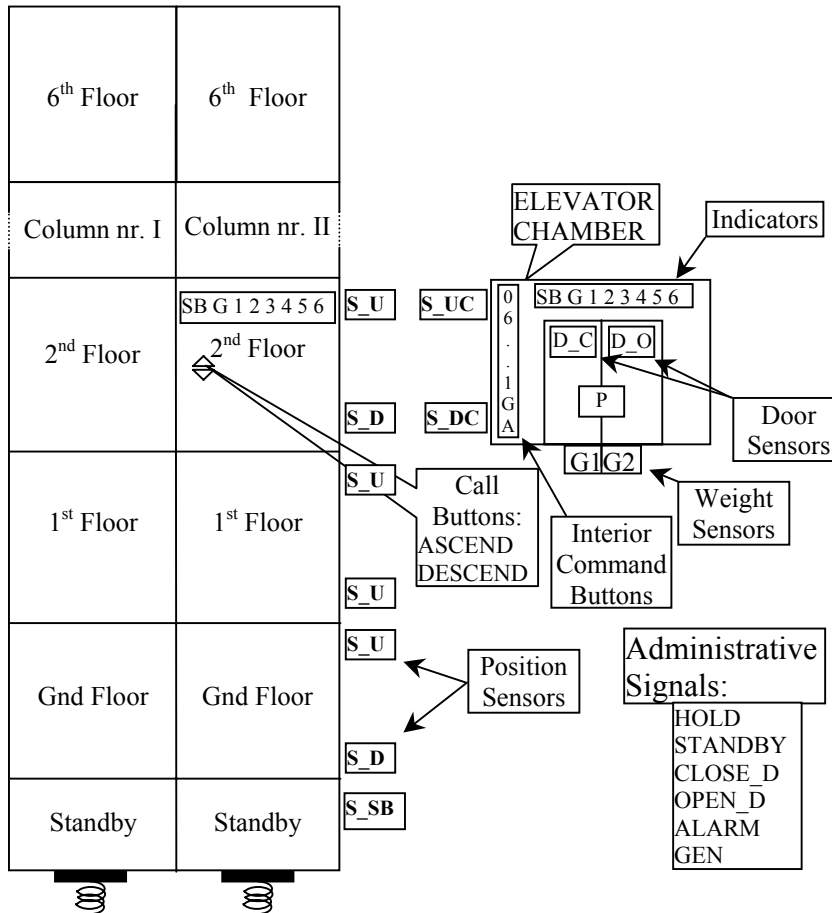 6th Floor
6th Floor
Column nr. I
Column nr. II
SB G 1 2 3 4 5 6
2nd Floor
2nd Floor
1st Floor
1st Floor
Gnd Floor
Gnd Floor
Standby
Standby
S_U
S_UC
S_D
S_DC
S_U
S_U
S_U
S_D
S_SB
ELEVATOR
CHAMBER
Indicators
0
6
.
.
1
G
A
SB G 1 2 3 4 5 6
D_C
D_O
P
G1G2
Door
Sensors
Weight
Sensors
Call
Buttons:
ASCEND
DESCEND
Interior
Command
Buttons
Position
Sensors
Administrative
Signals:
HOLD
STANDBY
CLOSE_D
OPEN_D
ALARM
GEN